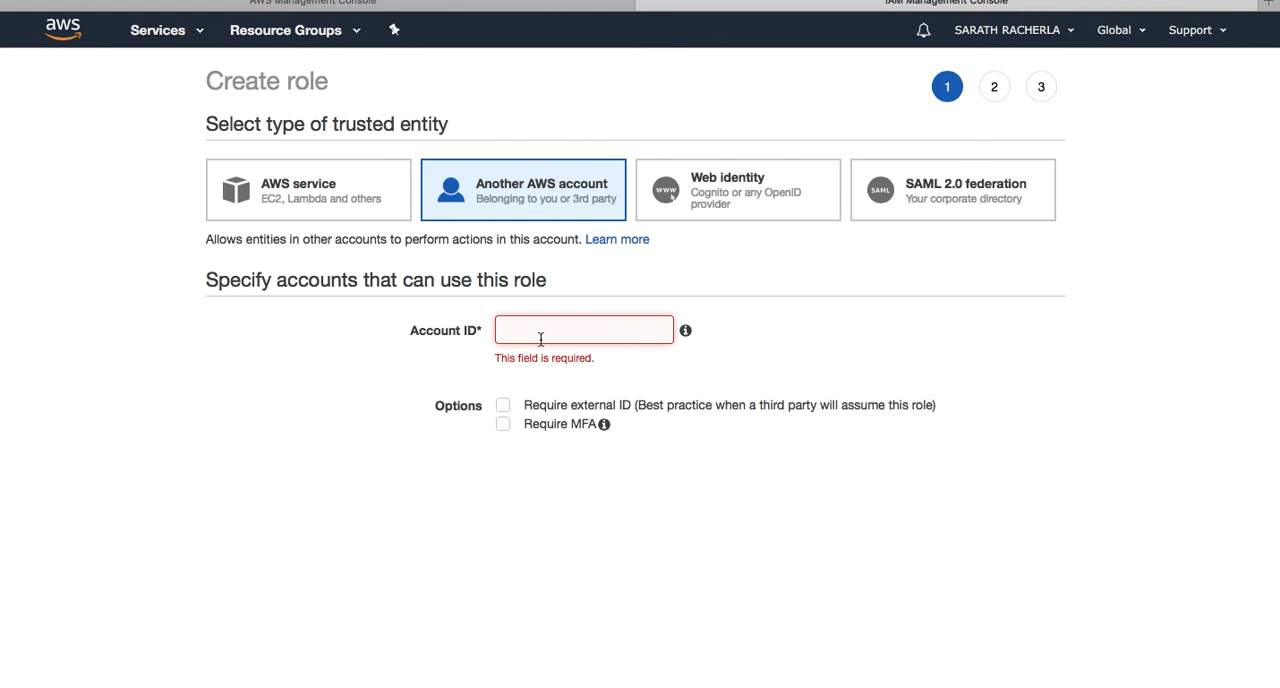 AWS Management Console
IAM Management Console
aws
Services
Resource Groups
SARATH RACHERLA
Global
Support
Create role
1
2
3
Select type of trusted entity
AWS service
EC2, Lambda and others
Another AWS account
Belonging to you or 3rd party
www
Web identity
Cognito or any OpenID
provider
SAML
SAML 2.0 federation
Your corporate directory
Allows entities in other accounts to perform actions in this account. Learn more
Specify accounts that can use this role
Account ID*
This field is required.
Options
Require external ID (Best practice when a third party will assume this role)
Require MFA